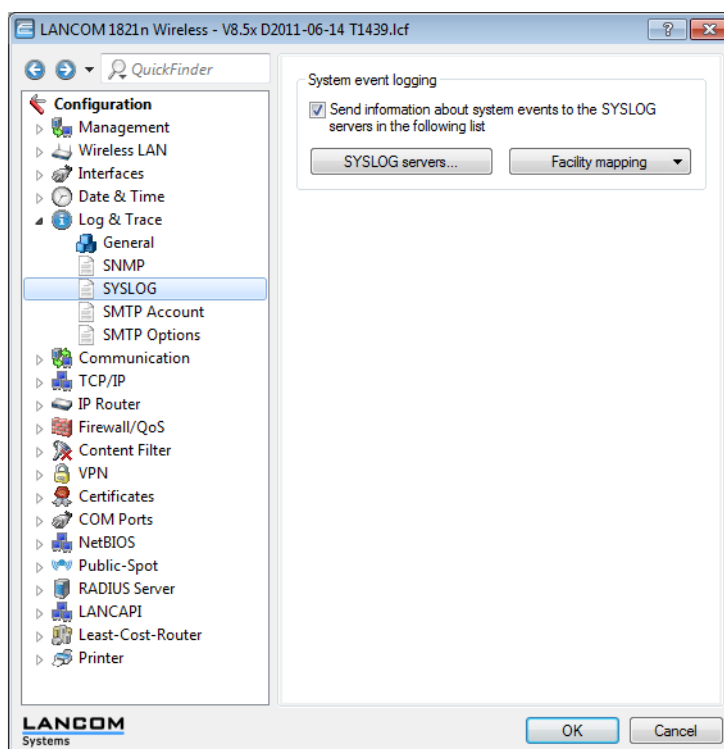 LANCOM 1821n Wireless - V8.5x D2011-06-14 T1439.lcf
QuickFinder
Configuration
Management
Wireless LAN
Interfaces
Date & Time
Log & Trace
General
SNMP
SYSLOG
SMTP Account
SMTP Options
Communication
TCP/IP
IP Router
Firewall/QoS
Content Filter
VPN
Certificates
COM Ports
NetBIOS
Public-Spot
RADIUS Server
LANCAPI
Least-Cost-Router
Printer
System event logging
Send information about system events to the SYSLOG
servers in the following list
SYSLOG servers...
Facility mapping
LANCOM
Systems
OK
Cancel